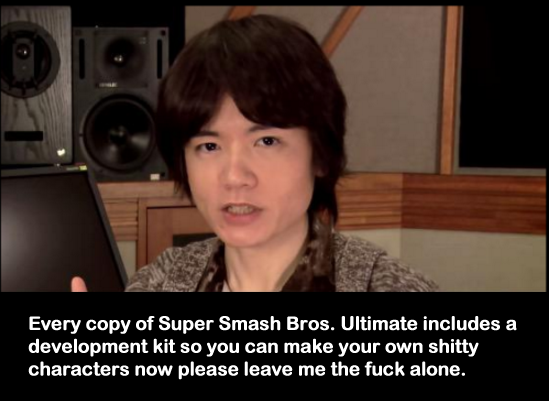 Every copy of Super Smash Bros. Ultimate includes a
development kit so you can make your own shitty
characters now please leave me the fuck alone.